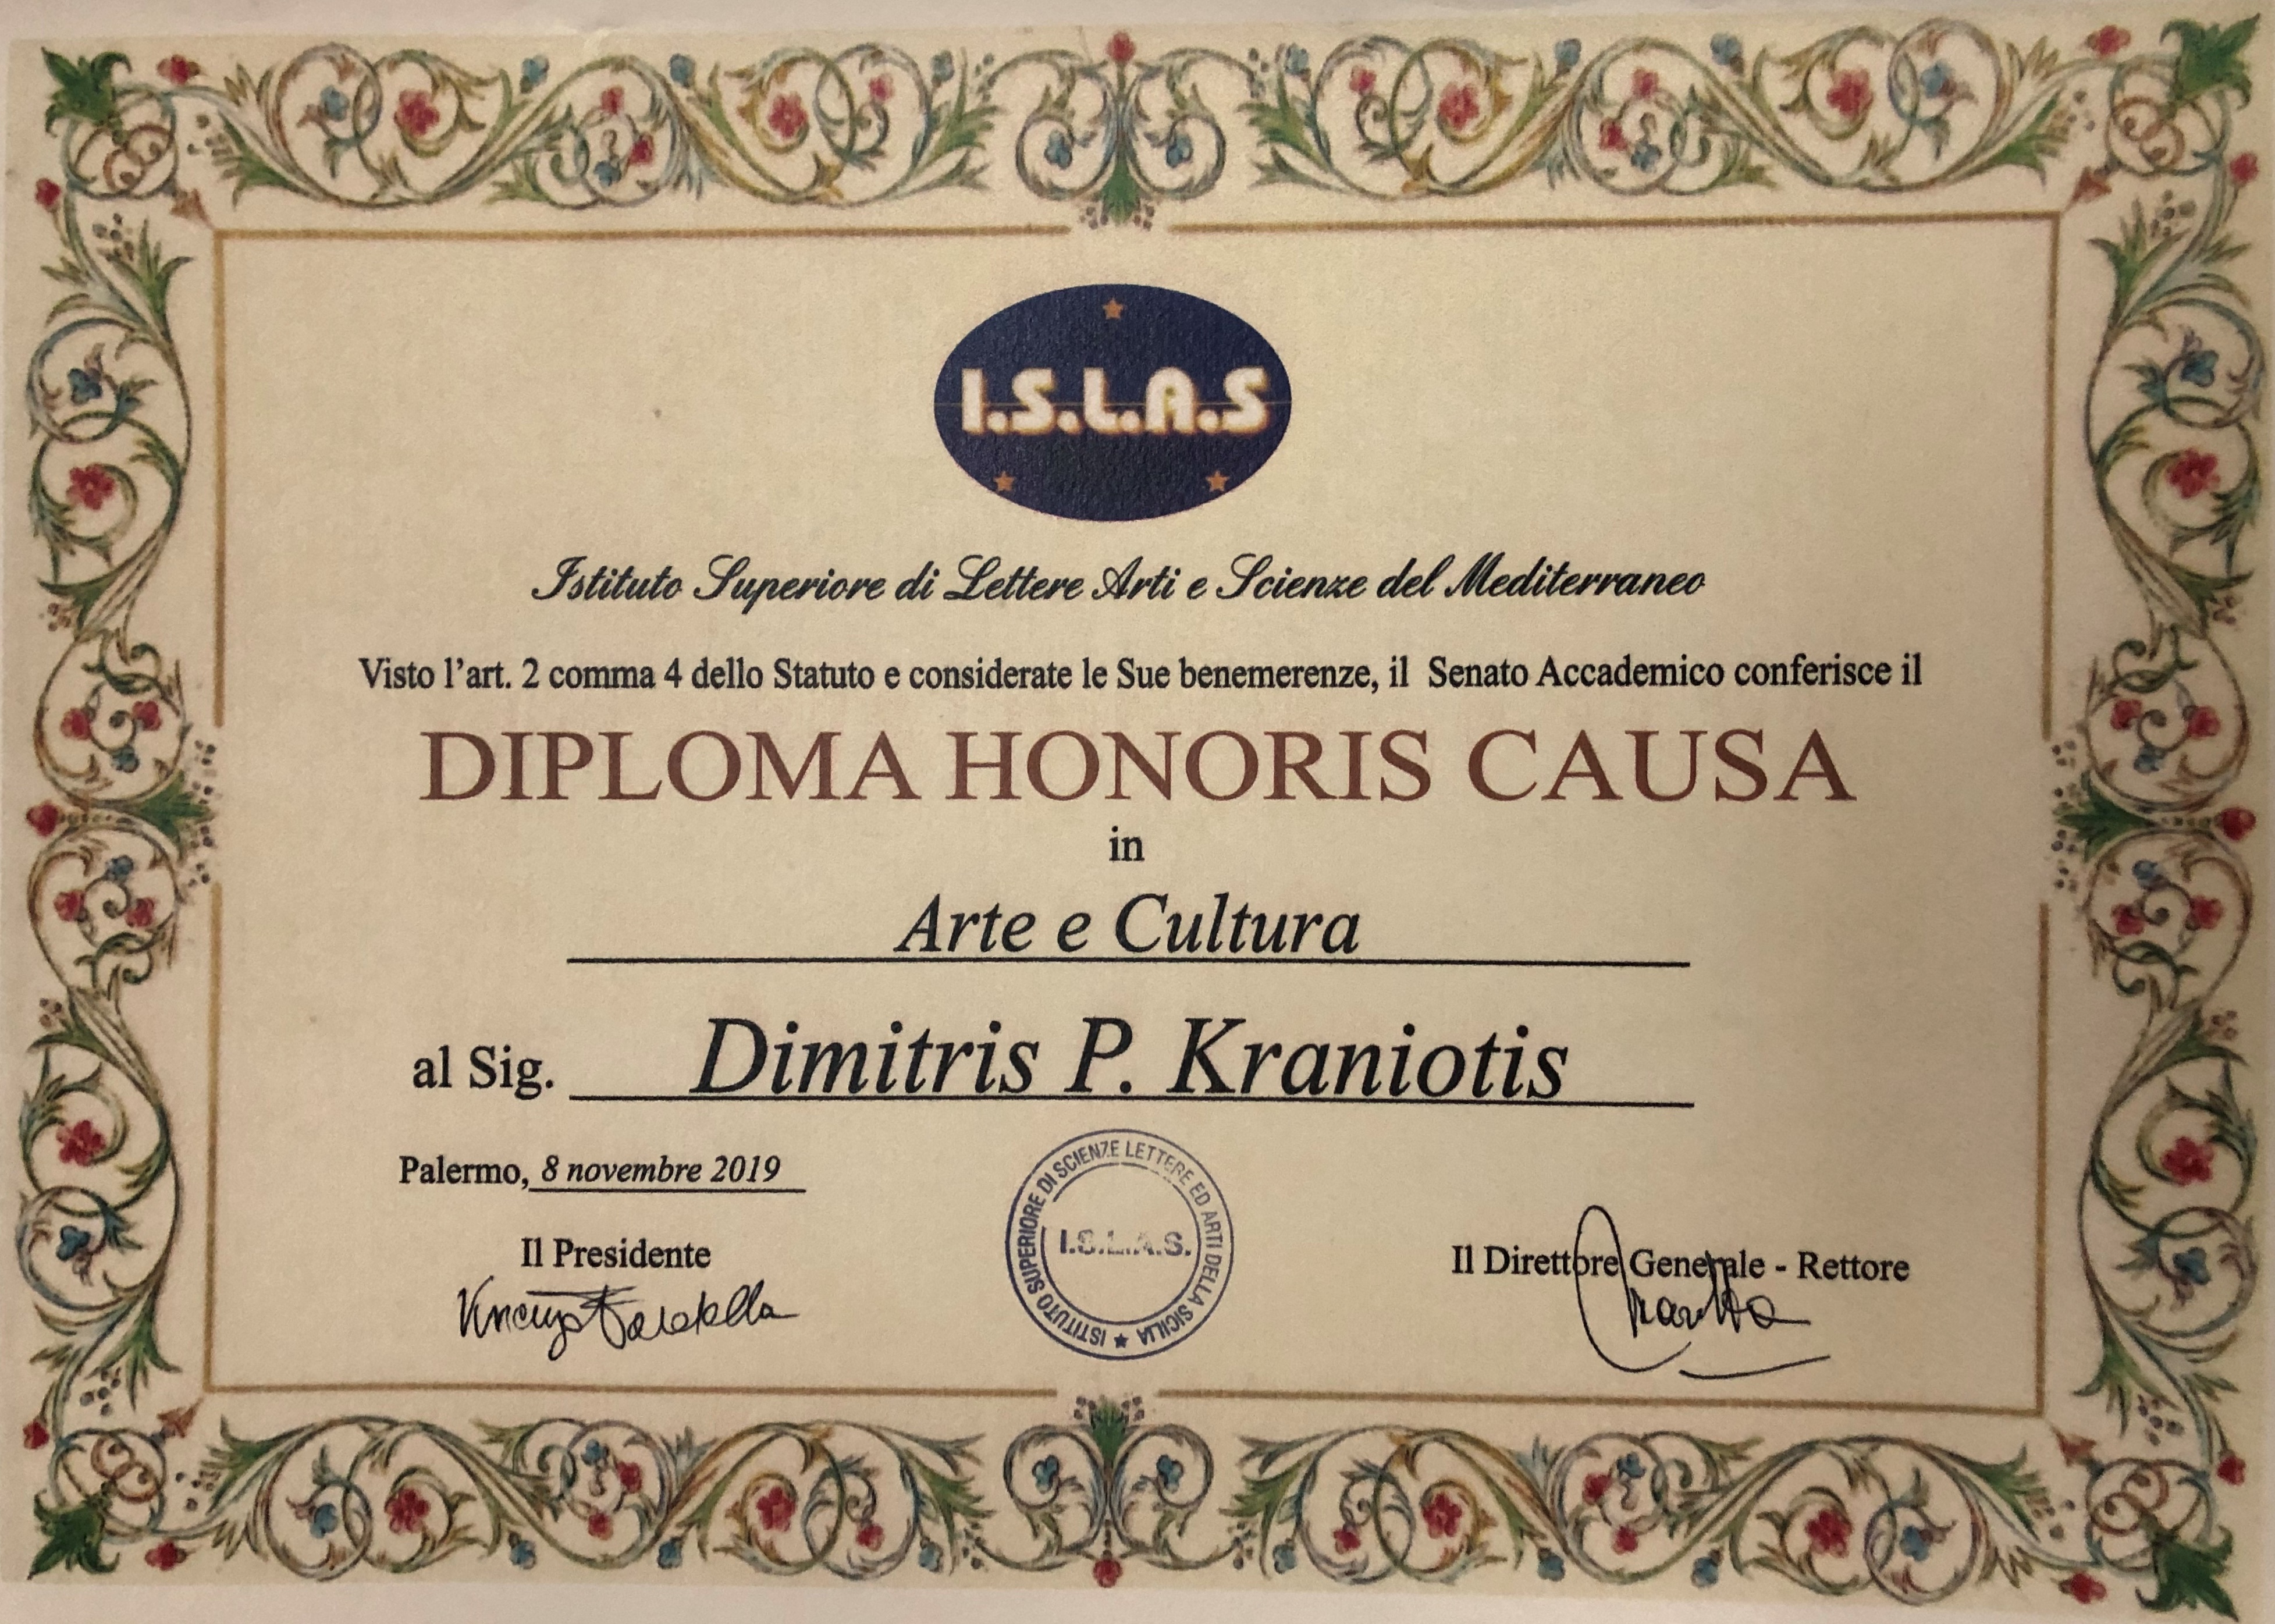 I.S.L.A.S
Istituto Superiore di Lettere Arti e Scienze del Mediterraneo
Visto l'art. 2 comma 4 dello Statuto e considerate le Sue benemerenze, il Senato Accademico conferisce il
DIPLOMA HONORIS CAUSA
in
Arte e Cultura
al Sig. Dimitris P. Kraniotis
Palermo, 8 novembre 2019
ISTITUTO SUPERIORE DI SCIENZE LETTERE ED ARTI DELLA SICILIA ★
I.S.L.A.S.
Il Presidente
Il Direttore Generale - Rettore